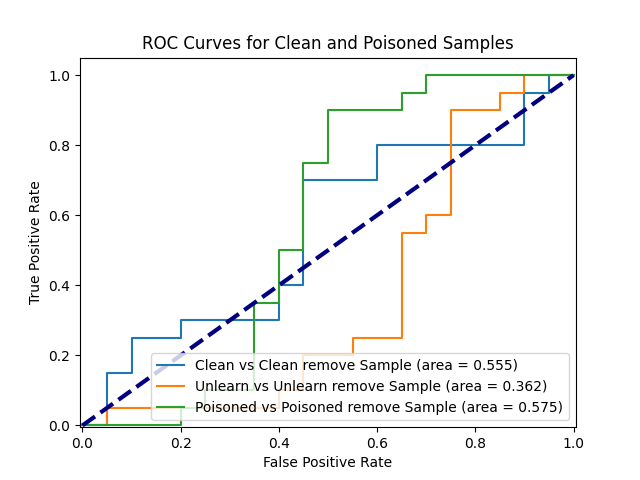 ROC Curves for Clean and Poisoned Samples
1.0
0.8
0.6
0.4
0.2
0.0
True Positive Rate
Clean vs Clean remove Sample (area = 0.555)
Unlearn vs Unlearn remove Sample (area = 0.362)
Poisoned vs Poisoned remove Sample (area = 0.575)
0.0 0.2 0.4 0.6 0.8 1.0
False Positive Rate